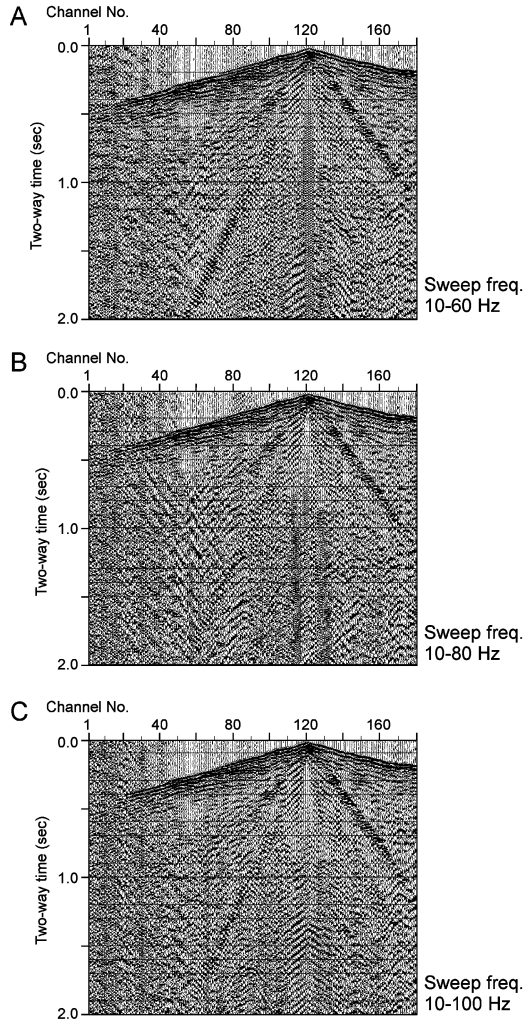 A
Channel No.
1 40 80 120 160
0.0
1.0
2.0
Two-way time (sec)
Sweep freq.
10-60 Hz
B
Channel No.
1 40 80 120 160
0.0
1.0
2.0
Two-way time (sec)
Sweep freq.
10-80 Hz
C
Channel No.
1 40 80 120 160
0.0
1.0
2.0
Two-way time (sec)
Sweep freq.
10-100 Hz